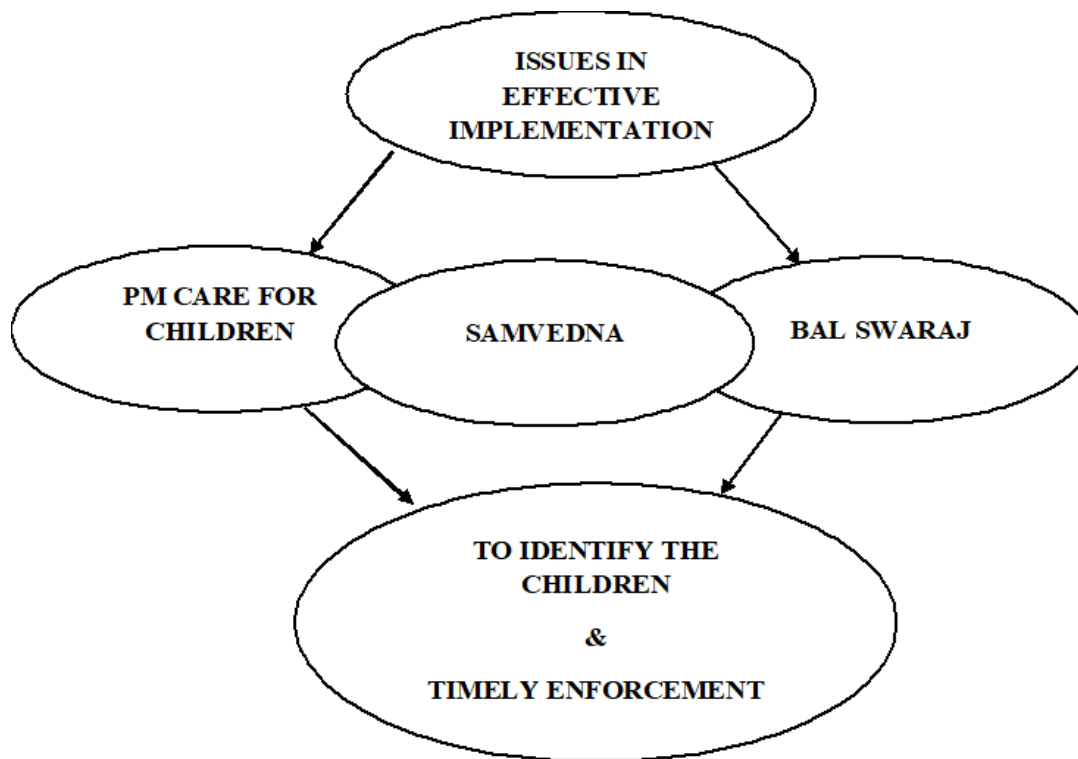 ISSUES IN
EFFECTIVE
IMPLEMENTATION
PM CARE FOR
CHILDREN
SAMVEDNA
BAL SWARAJ
TO IDENTIFY THE
CHILDREN
&
TIMELY ENFORCEMENT